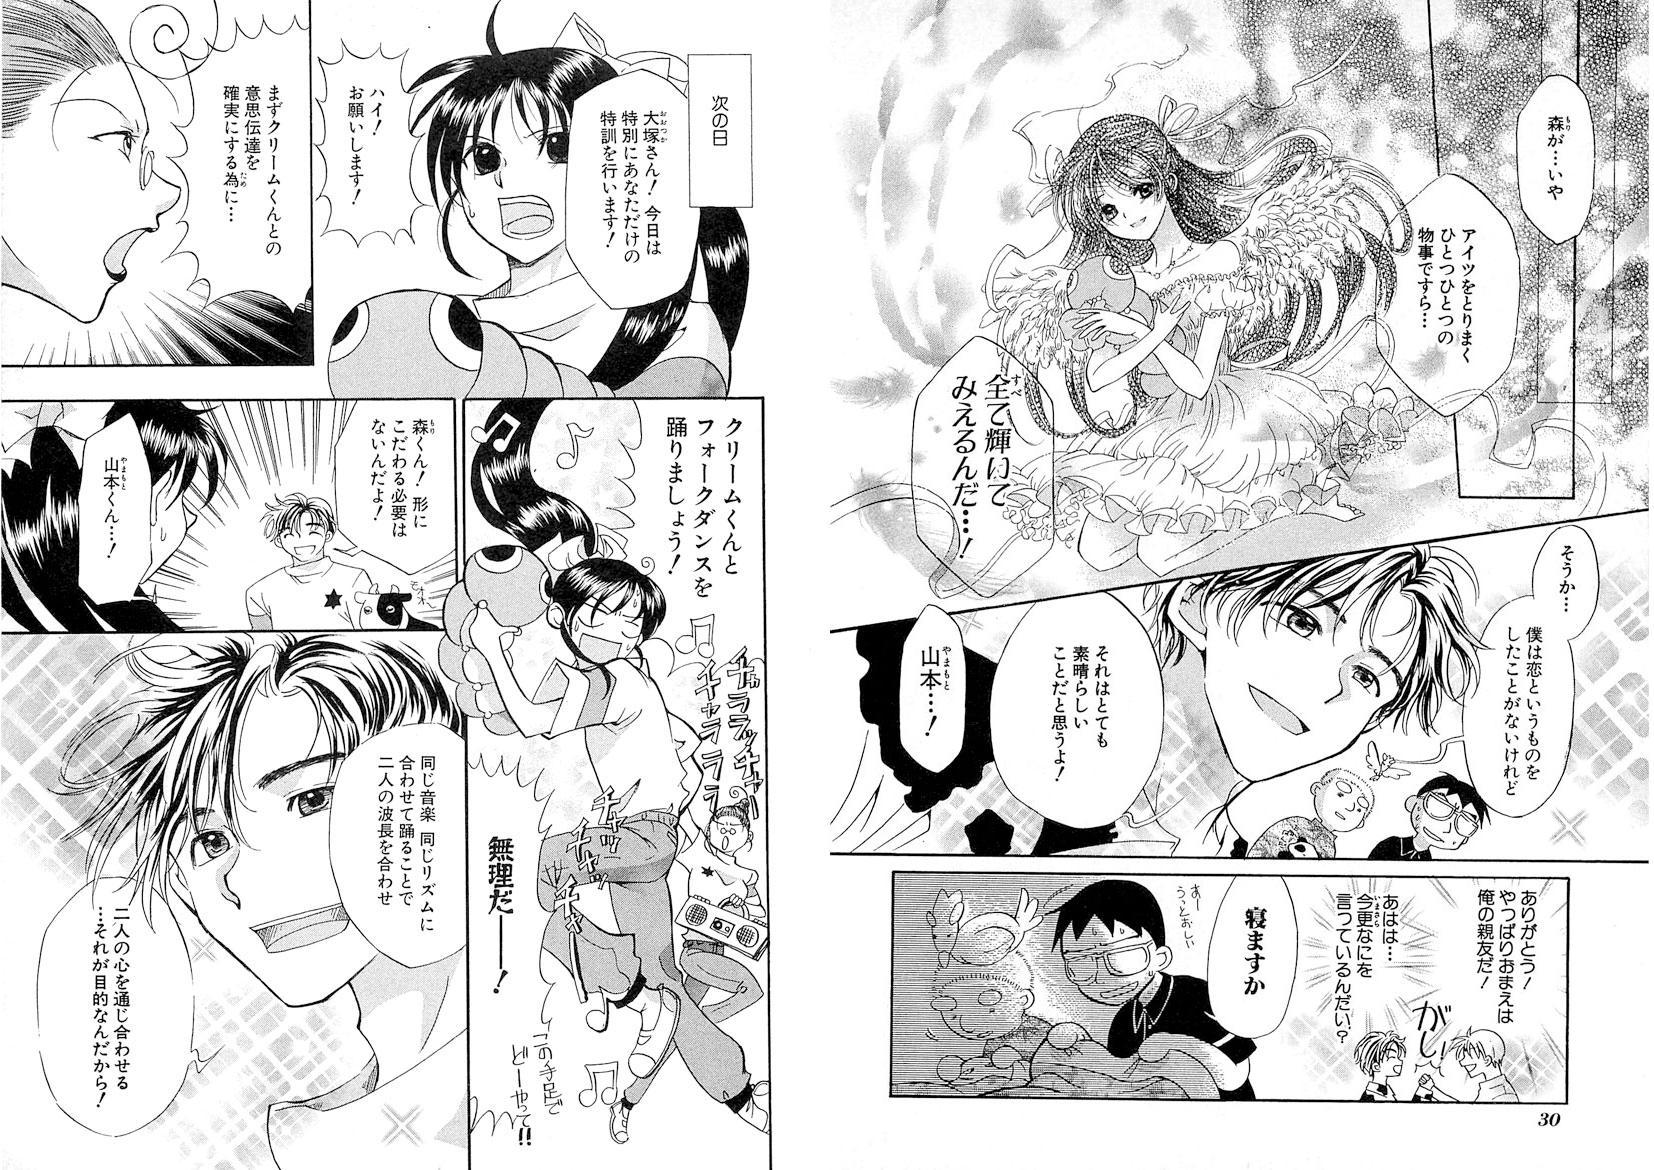 森が…いや
アイツをとりまく
ひとつひとつの
物事ですら…
全て輝いて
みえるんだ…！
そうか…
僕は恋というものを
したことがないけれど
それはとても
素晴らしい
ことだと思うよ！
山本…！
ありがとう！
やつぱりおまえは
俺の親友だ！
あはは…
今更なにを
言っているんだい？
がしっ！
寝ますか
あー
うっとおしい
30
次の日
大塚さん！今日は
特別にあなただけの
特訓を行います！
ハイ！
お願いします！
まずクリームくんとの
意思伝達を
確実にする為に…
クリームくんと
フォークダンスを
踊りましょう！
チャラララッチャー
チャラララ
チャッ
チャッ
チャ
無理だ――！
この手足で
どーやって!!
森くん！ 形に
こだわる必要は
ないんだよ！
モオオ〜
山本くん…！
同じ音楽 同じリズムに
合わせて踊ることで
二人の波長を合わせ
二人の心を通じ合わせる
…それが目的なんだから！